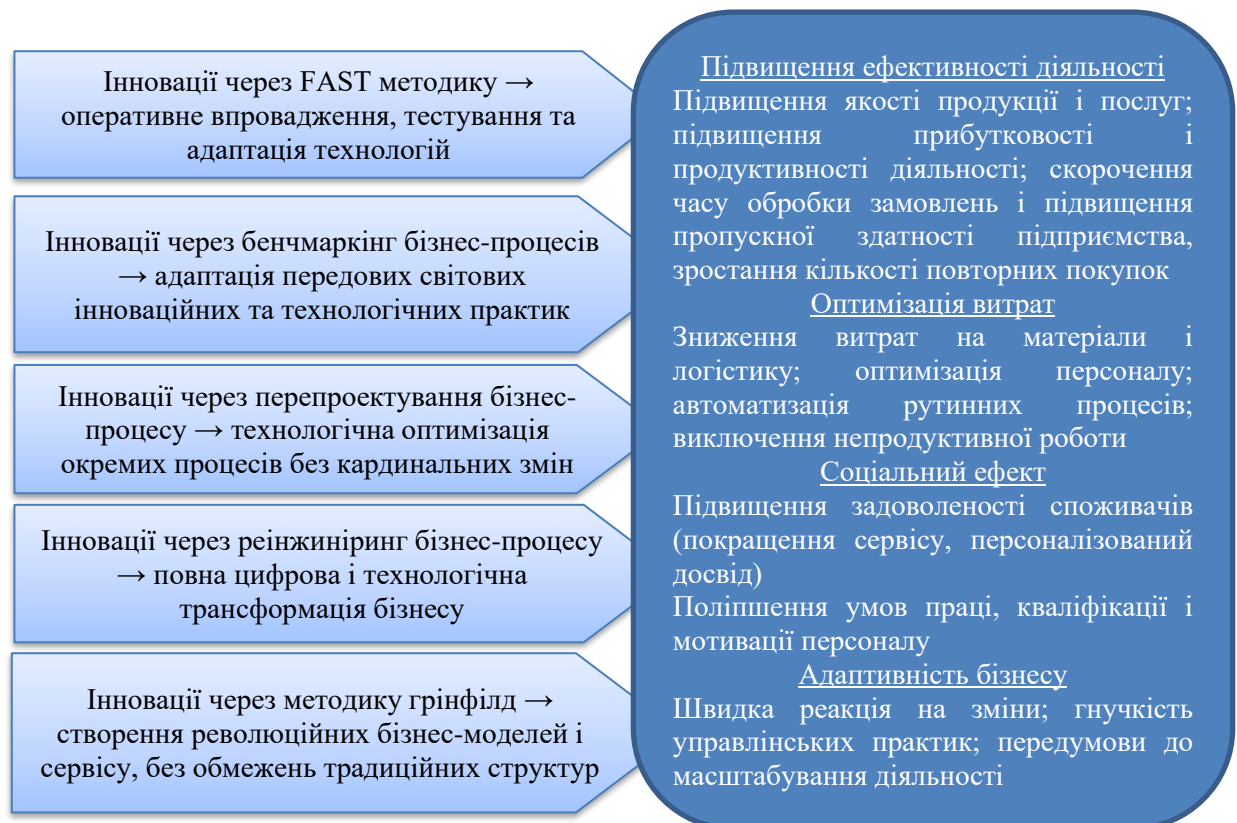 Інновації через FAST методику →
оперативне впровадження, тестування та
адаптація технологій
Інновації через бенчмаркінг бізнес-процесів
→ адаптація передових світових
інноваційних та технологічних практик
Інновації через перепроектування бізнес-
процесу → технологічна оптимізація
окремих процесів без кардинальних змін
Інновації через реінжиніринг бізнес-процесу
→ повна цифрова і технологічна
трансформація бізнесу
Інновації через методику грінфілд →
створення революційних бізнес-моделей і
сервісу, без обмежень традиційних структур
Підвищення ефективності діяльності
Підвищення якості продукції і послуг;
підвищення прибутковості і
продуктивності діяльності; скорочення
часу обробки замовлень і підвищення
пропускної здатності підприємства,
зростання кількості повторних покупок
Оптимізація витрат
Зниження витрат на матеріали і
логістику; оптимізація персоналу;
автоматизація рутинних процесів;
виключення непродуктивної роботи
Соціальний ефект
Підвищення задоволеності споживачів
(покращення сервісу, персоналізований
досвід)
Поліпшення умов праці, кваліфікації і
мотивації персоналу
Адаптивність бізнесу
Швидка реакція на зміни; гнучкість
управлінських практик; передумови до
масштабування діяльності